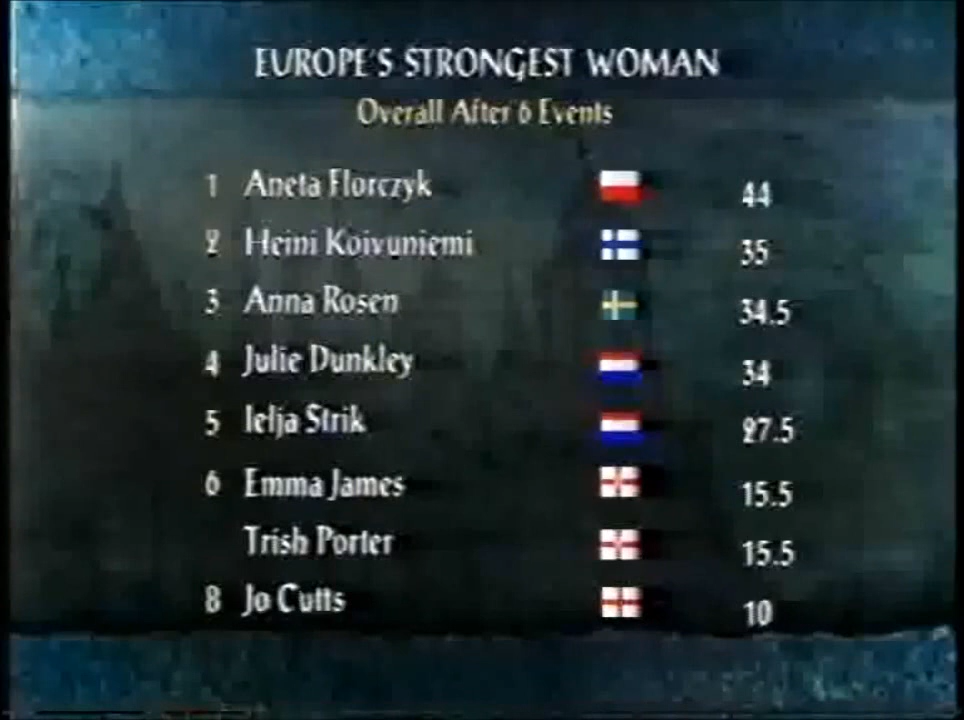 EUROPE'S STRONGEST WOMAN
Overall After 6 Events
1 Aneta Florczyk 44
2 Heini Koivuniemi 35
3 Anna Rosen 34.5
4 Julie Dunkley 34
5 Ielja Strik 27.5
6 Emma James 15.5
Trish Porter 15.5
8 Jo Cutts 10